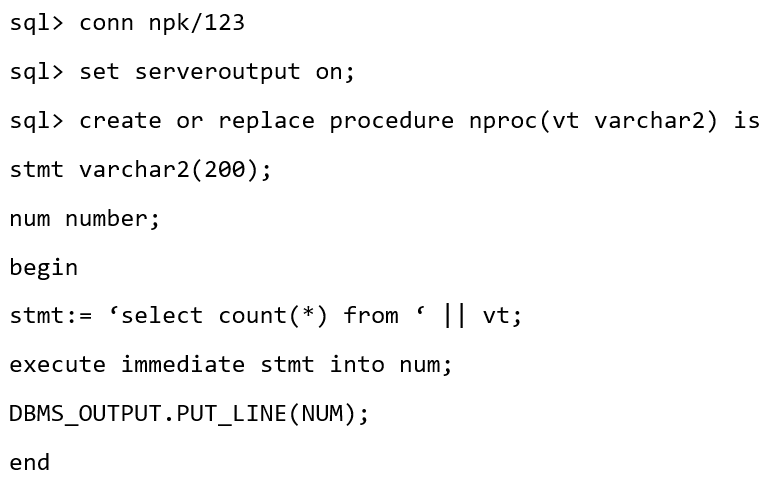 sql> conn npk/123
sql> set serveroutput on;
sql> create or replace procedure nproc(vt varchar2) is
stmt varchar2(200);
num number;
begin
stmt:= ‘select count(*) from ‘ || vt;
execute immediate stmt into num;
DBMS_OUTPUT.PUT_LINE(NUM);
end